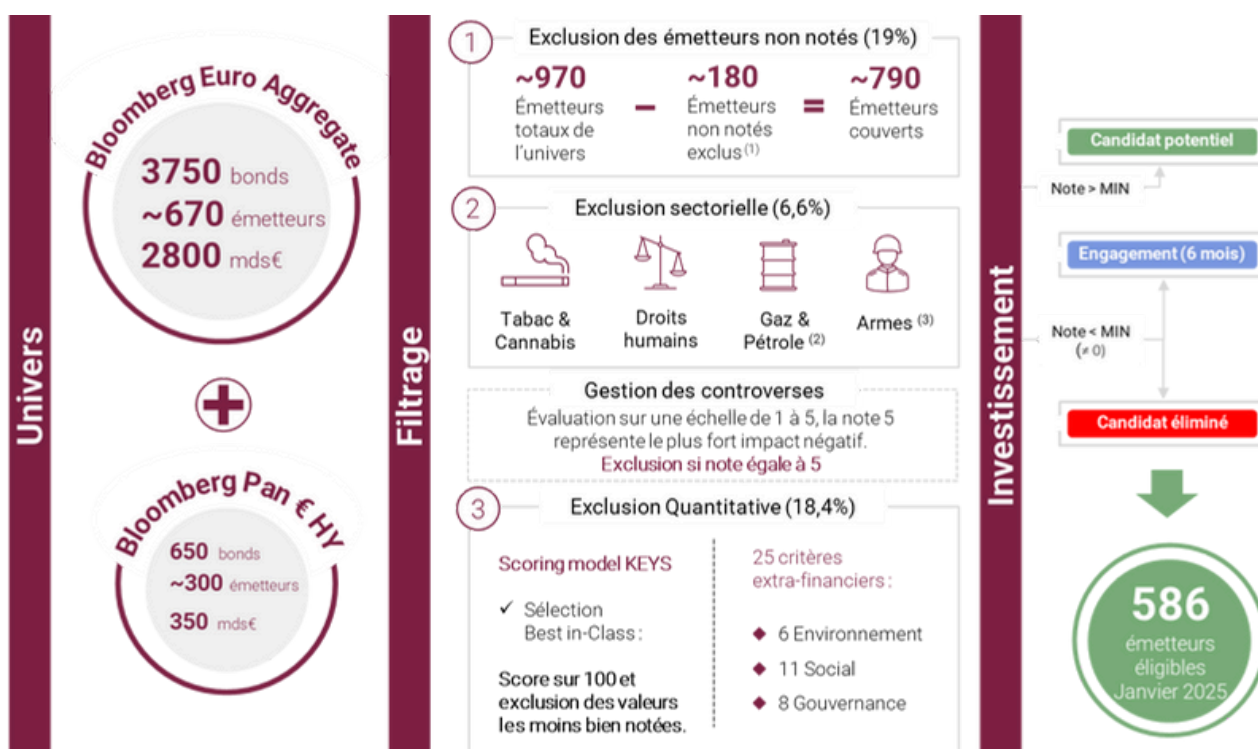 Univers
Bloomberg Euro Aggregate
3750 bonds
~670 émetteurs
2800 mds€
Bloomberg Pan € HY
650 bonds
~300 émetteurs
350 mds€
Filtrage
1
Exclusion des émetteurs non notés (19%)
~970
Émetteurs
totaux de
l'univers
–
~180
Émetteurs
non notés
exclus (1)
=
~790
Émetteurs
couverts
2
Exclusion sectorielle (6,6%)
Tabac &
Cannabis
Droits
humains
Gaz &
Pétrole (2)
Armes (3)
Gestion des controverses
Évaluation sur une échelle de 1 à 5, la note 5
représente le plus fort impact négatif.
Exclusion si note égale à 5
3
Exclusion Quantitative (18,4%)
Scoring model KEYS
✓ Sélection
Best in-Class :
Score sur 100 et
exclusion des valeurs
les moins bien notées.
25 critères
extra-financiers :
◆ 6 Environnement
◆ 11 Social
◆ 8 Gouvernance
Investissement
Candidat potentiel
Note > MIN
Engagement (6 mois)
Note < MIN
(≠ 0)
Candidat éliminé
586
émetteurs
éligibles
Janvier 2025